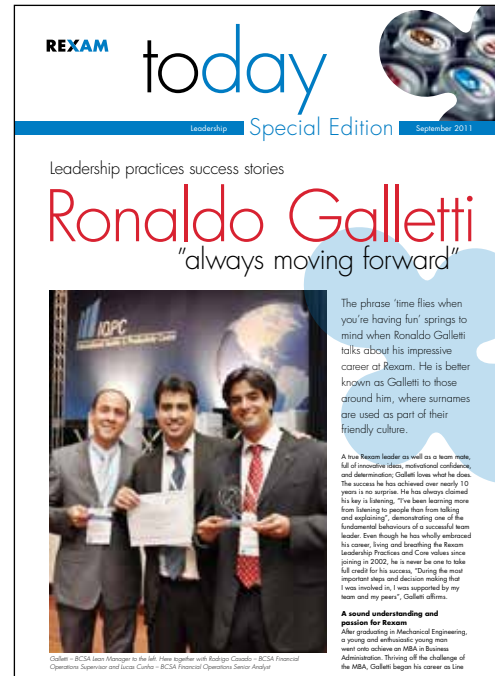 REXAM
today
Leadership
Special Edition
September 2011
Leadership practices success stories
Ronaldo Galletti
"always moving forward"
IQPC
International Quality & Productivity Center
The phrase 'time flies when
you're having fun' springs to
mind when Ronaldo Galletti
talks about his impressive
career at Rexam. He is better
known as Galletti to those
around him, where surnames
are used as part of their
friendly culture.
A true Rexam leader as well as a team mate,
full of innovative ideas, motivational confidence,
and determination; Galletti loves what he does.
The success he has achieved over nearly 10
years is no surprise. He has always claimed
his key is listening, "I've been learning more
from listening to people than from talking
and explaining", demonstrating one of the
fundamental behaviours of a successful team
leader. Even though he has wholly embraced
his career, living and breathing the Rexam
Leadership Practices and Core values since
joining in 2002, he is never be one to take
full credit for his success, "During the most
important steps and decision making that
I was involved in, I was supported by my
team and my peers", Galletti affirms.
A sound understanding and
passion for Rexam
After graduating in Mechanical Engineering,
a young and enthusiastic young man
went onto achieve an MBA in Business
Administration. Thriving off the challenge of
the MBA, Galletti began his career as Line
Galletti – BCSA Lean Manager to the left. Here together with Rodrigo Casado – BCSA Financial
Operations Supervisor and Lucas Cunha – BCSA Financial Operations Senior Analyst